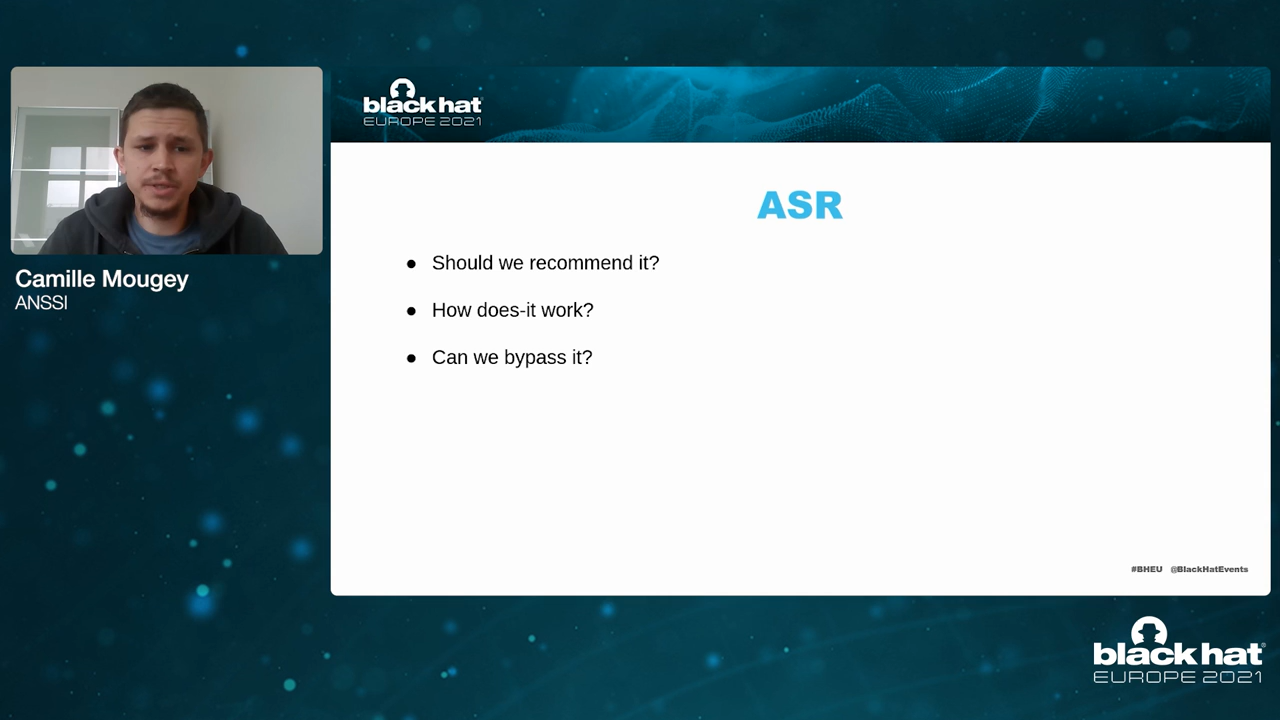 black hat
EUROPE 2021
Camille Mougey
ANSSI
ASR
● Should we recommend it?
● How does-it work?
● Can we bypass it?
#BHEU @BlackHatEvents
black hat®
EUROPE 2021